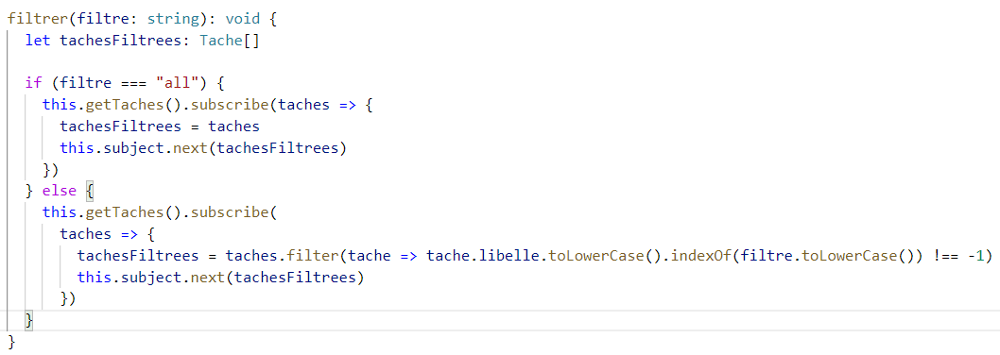 filtrer(filtre: string): void {
let tachesFiltrees: Tache[]
if (filtre === "all") {
this.getTaches().subscribe(taches => {
tachesFiltrees = taches
this.subject.next(tachesFiltrees)
})
} else {
this.getTaches().subscribe(
taches => {
tachesFiltrees = taches.filter(tache => tache.libelle.toLowerCase().indexOf(filtre.toLowerCase()) !== -1)
this.subject.next(tachesFiltrees)
})
}
}